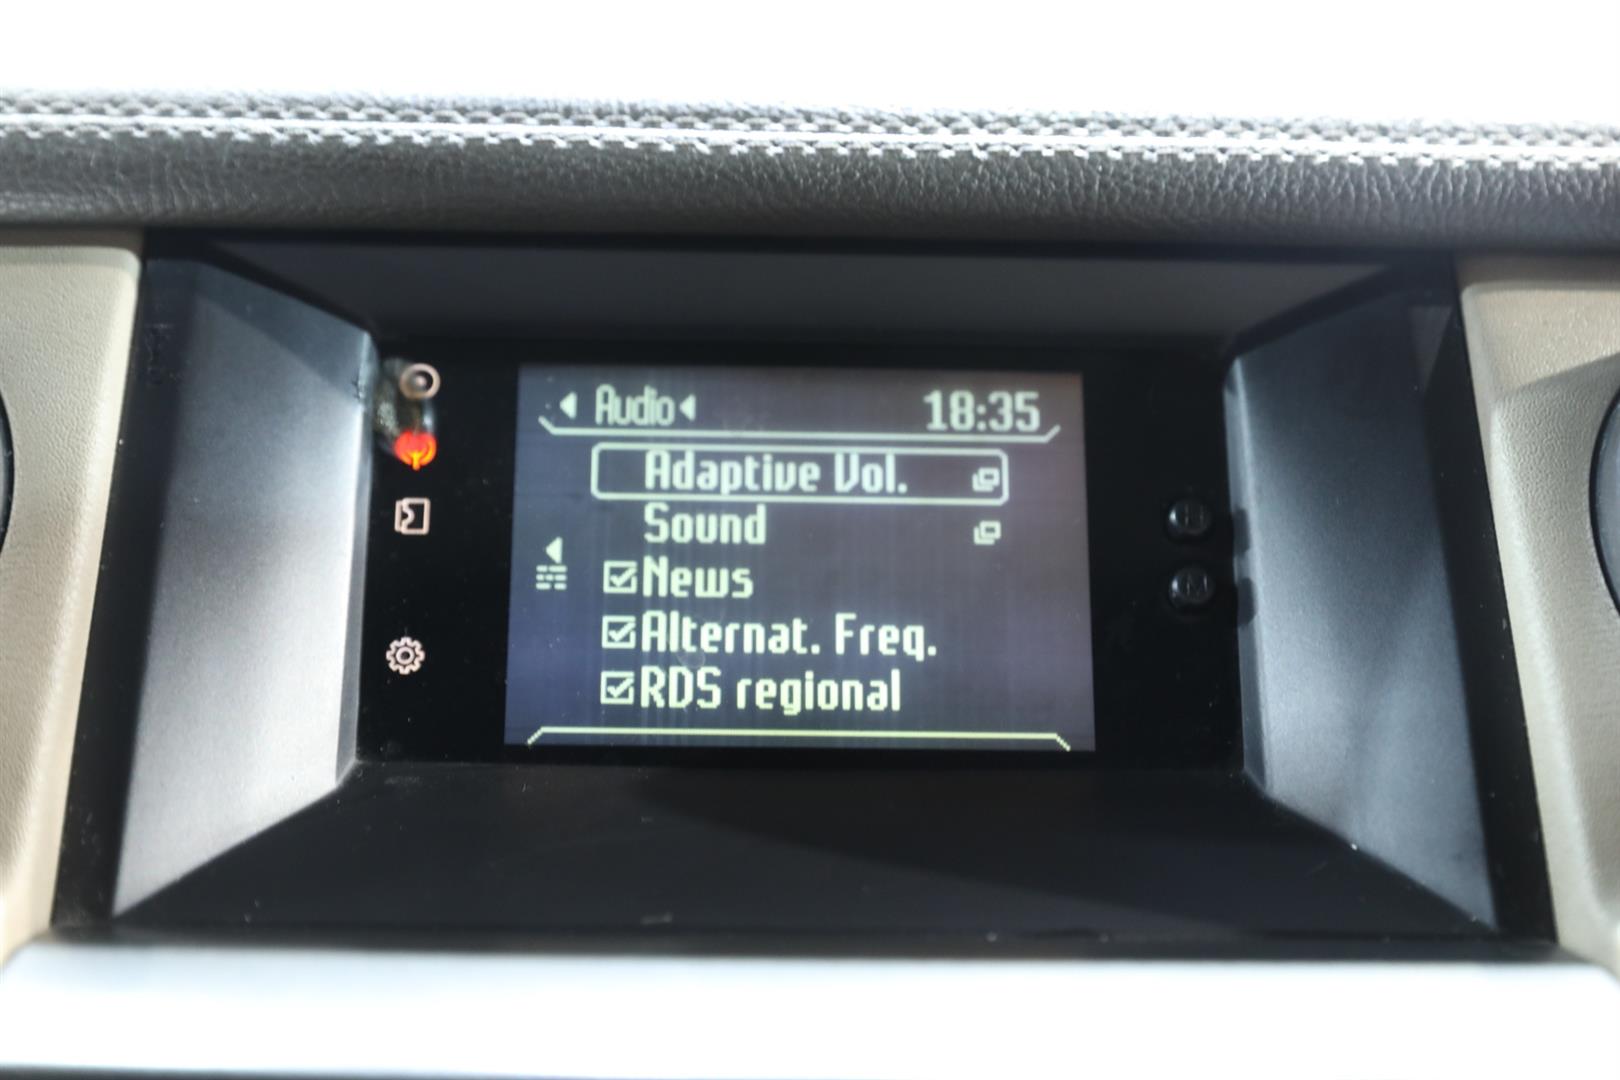 Audio 18:35
Adaptive Vol.
Sound
News
Alternat. Freq.
RDS regional
H
M